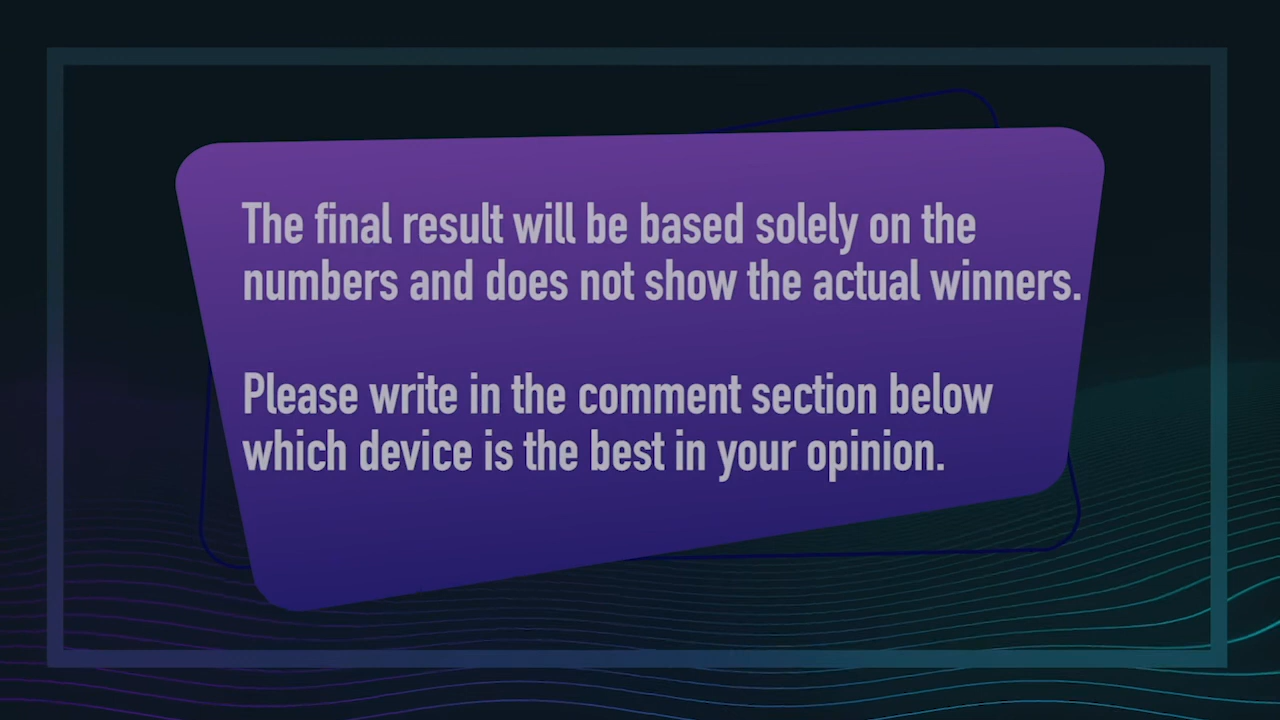 The final result will be based solely on the
numbers and does not show the actual winners.
Please write in the comment section below
which device is the best in your opinion.